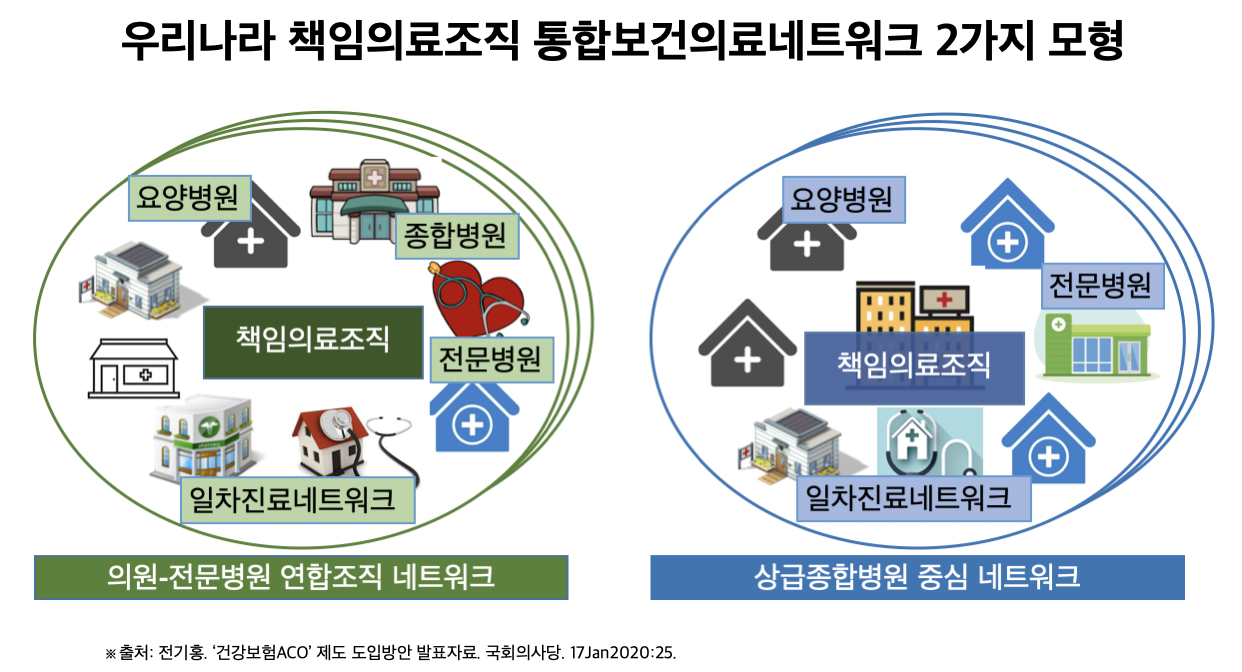 우리나라 책임의료조직 통합보건의료네트워크 2가지 모형
요양병원
종합병원
책임의료조직
전문병원
일차진료네트워크
의원-전문병원 연합조직 네트워크
요양병원
전문병원
책임의료조직
일차진료네트워크
상급종합병원 중심 네트워크
※출처: 전기홍. ‘건강보험ACO’ 제도 도입방안 발표자료. 국회의사당. 17Jan2020:25.